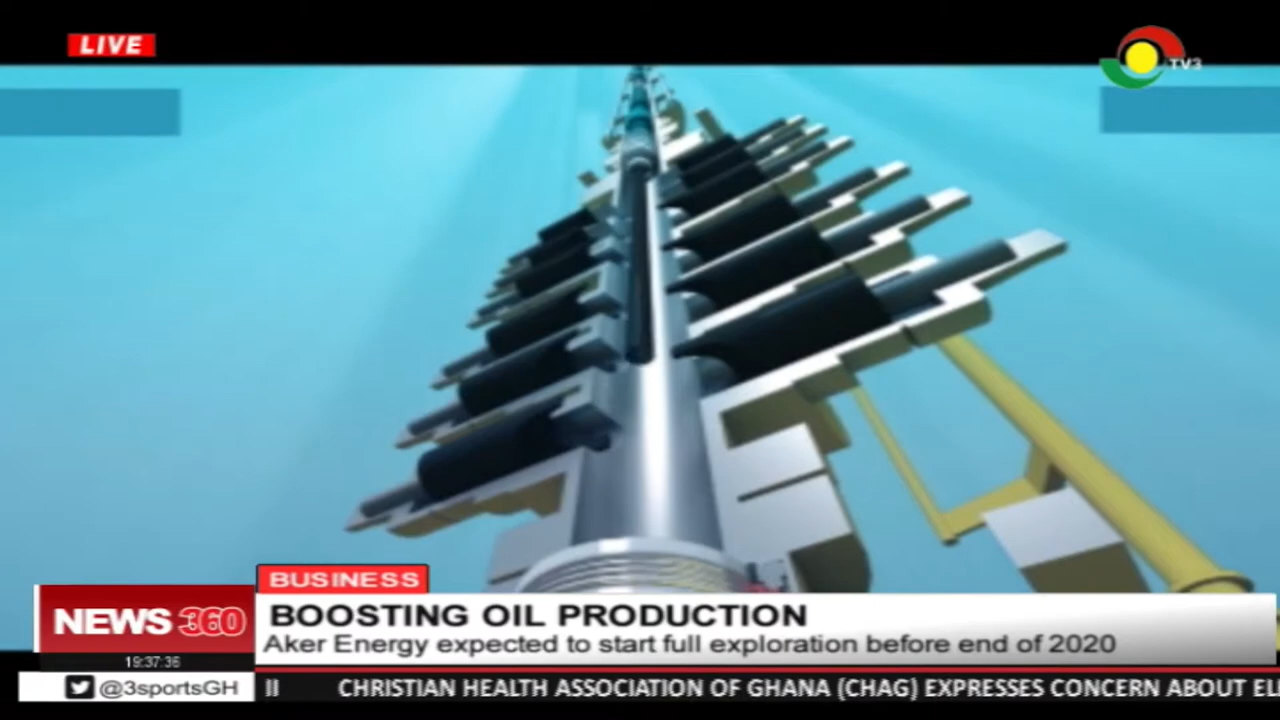 LIVE
TV3
BUSINESS
BOOSTING OIL PRODUCTION
NEWS 360
Aker Energy expected to start full exploration before end of 2020
19:37:36
@3sportsGH
CHRISTIAN HEALTH ASSOCIATION OF GHANA (CHAG) EXPRESSES CONCERN ABOUT